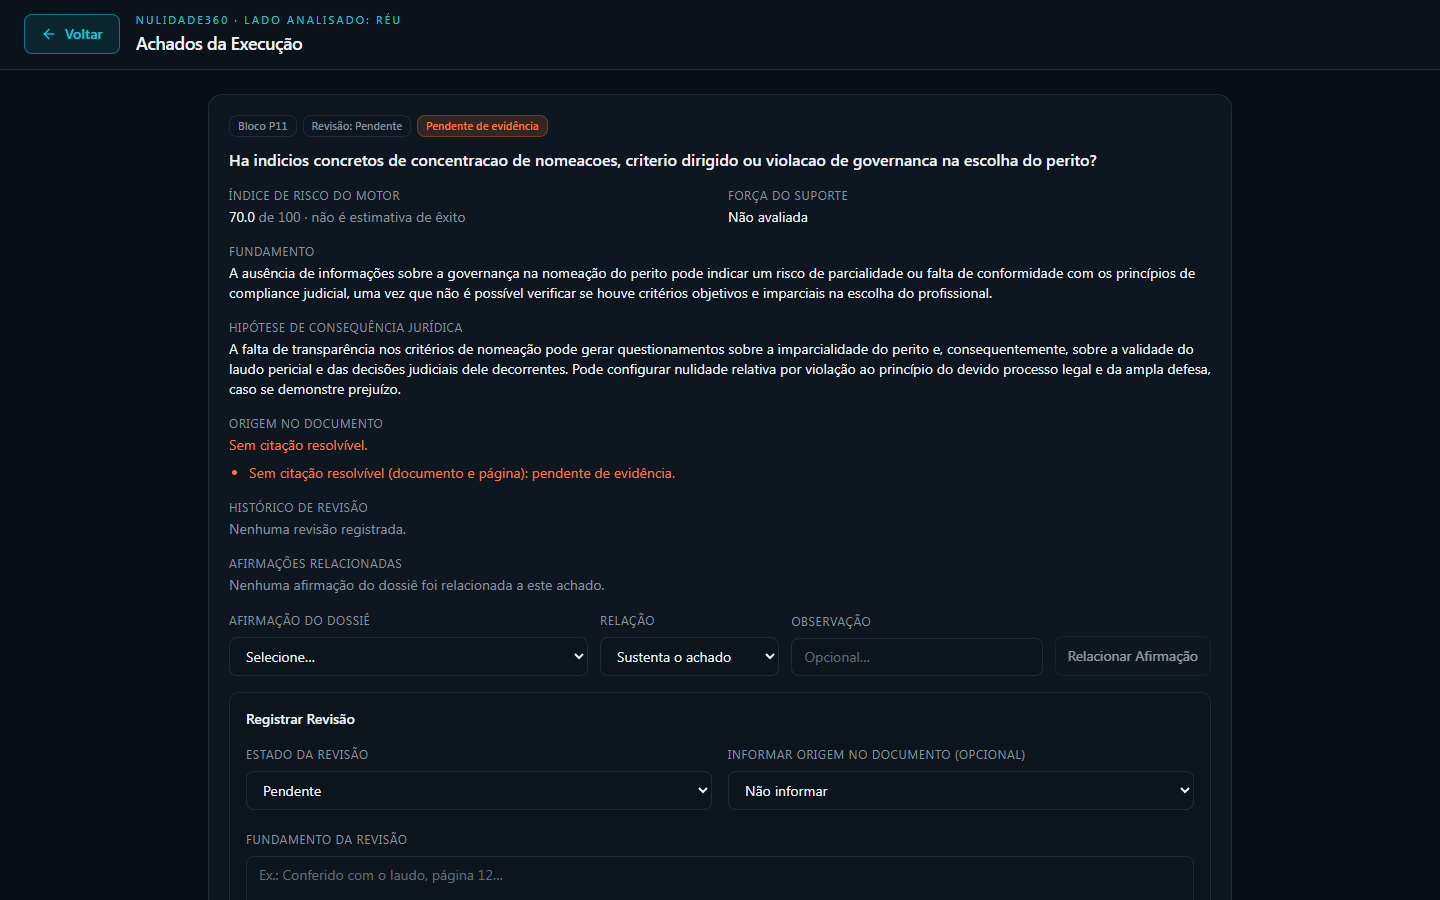 Voltar
NULIDADE360 · LADO ANALISADO: RÉU
Achados da Execução
Bloco P11
Revisão: Pendente
Pendente de evidência
Ha indicios concretos de concentracao de nomeacoes, criterio dirigido ou violacao de governanca na escolha do perito?
ÍNDICE DE RISCO DO MOTOR
70.0 de 100 · não é estimativa de êxito
FORÇA DO SUPORTE
Não avaliada
FUNDAMENTO
A ausência de informações sobre a governança na nomeação do perito pode indicar um risco de parcialidade ou falta de conformidade com os princípios de
compliance judicial, uma vez que não é possível verificar se houve critérios objetivos e imparciais na escolha do profissional.
HIPÓTESE DE CONSEQUÊNCIA JURÍDICA
A falta de transparência nos critérios de nomeação pode gerar questionamentos sobre a imparcialidade do perito e, consequentemente, sobre a validade do
laudo pericial e das decisões judiciais dele decorrentes. Pode configurar nulidade relativa por violação ao princípio do devido processo legal e da ampla defesa,
caso se demonstre prejuízo.
ORIGEM NO DOCUMENTO
Sem citação resolvível.
• Sem citação resolvível (documento e página): pendente de evidência.
HISTÓRICO DE REVISÃO
Nenhuma revisão registrada.
AFIRMAÇÕES RELACIONADAS
Nenhuma afirmação do dossiê foi relacionada a este achado.
AFIRMAÇÃO DO DOSSIÊ
Selecione...
RELAÇÃO
Sustenta o achado
OBSERVAÇÃO
Opcional...
Relacionar Afirmação
Registrar Revisão
ESTADO DA REVISÃO
Pendente
INFORMAR ORIGEM NO DOCUMENTO (OPCIONAL)
Não informar
FUNDAMENTO DA REVISÃO
Ex.: Conferido com o laudo, página 12...